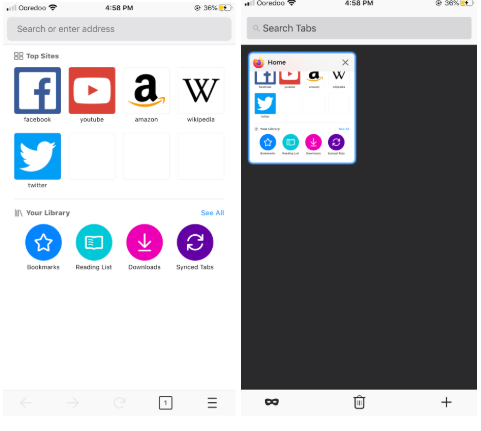 Ooredoo 4:58 PM 36%
Search or enter address
Top Sites
facebook youtube amazon wikipedia
twitter
Your Library See All
Bookmarks Reading List Downloads Synced Tabs
1
Ooredoo 4:58 PM 36%
Search Tabs
Home
facebook youtube amazon wikipedia
twitter
Your Library See All
Bookmarks Reading List Downloads Synced Tabs